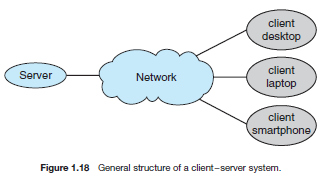 Server
Network
client
desktop
client
laptop
client
smartphone
Figure 1.18 General structure of a client–server system.